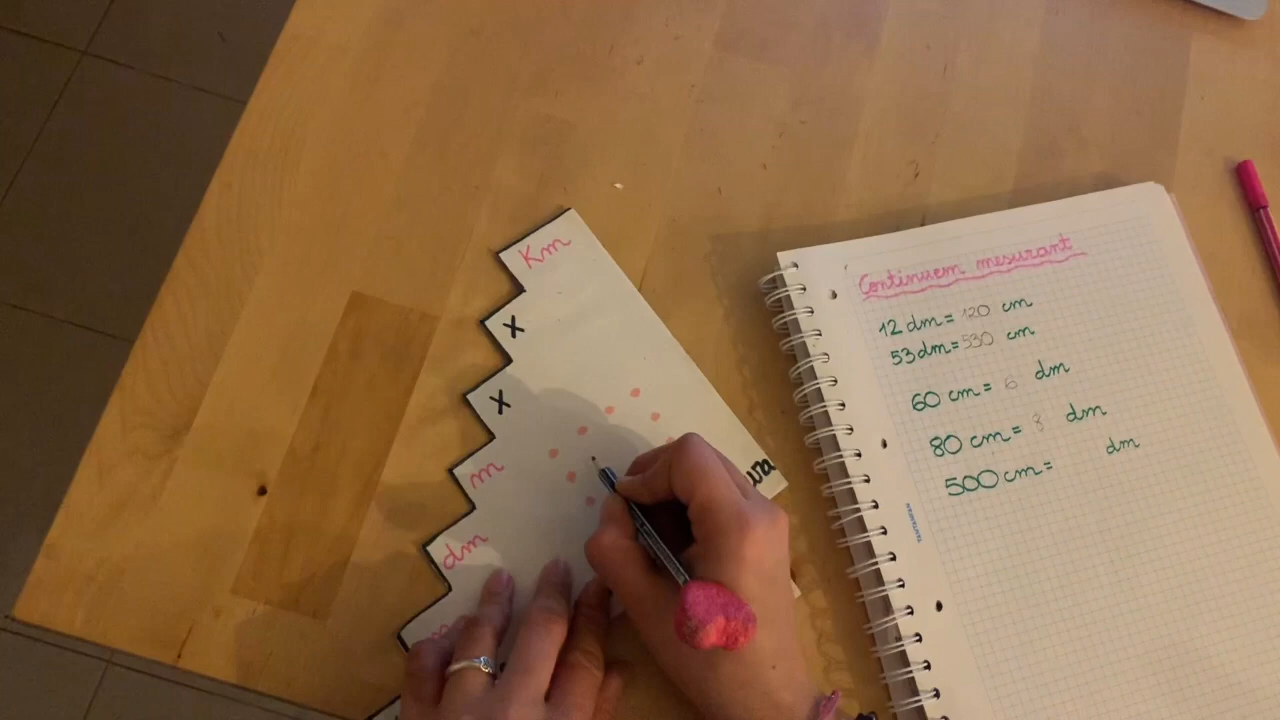 Km
x
x
m
dm
Continuem mesurant
12 dm = 120 cm
53 dm = 530 cm
60 cm = 6 dm
80 cm = 8 dm
500 cm = dm